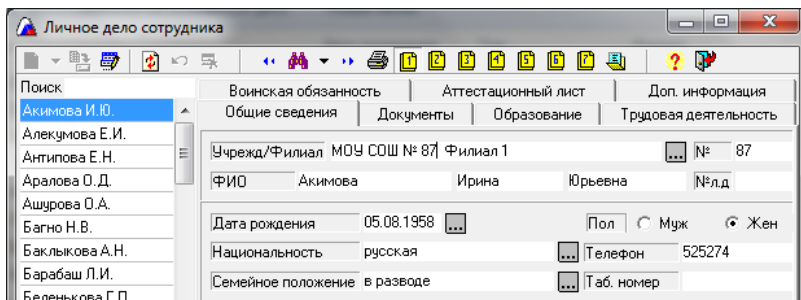 Личное дело сотрудника
Поиск
Акимова И.Ю.
Алекумова Е.И.
Антипова Е.Н.
Аралова О.Д.
Ашурова О.А.
Багно Н.В.
Баклыкова А.Н.
Барабаш Л.И.
Беленькова Г.П.
Воинская обязанность Аттестационный лист Доп. информация
Общие сведения Документы Образование Трудовая деятельность
Учрежд/Филиал МОУ СОШ № 87 Филиал 1 ... № 87
ФИО Акимова Ирина Юрьевна №л.д
Дата рождения 05.08.1958 ... Пол Муж Жен
Национальность русская ... Телефон 525274
Семейное положение в разводе ... Таб. номер